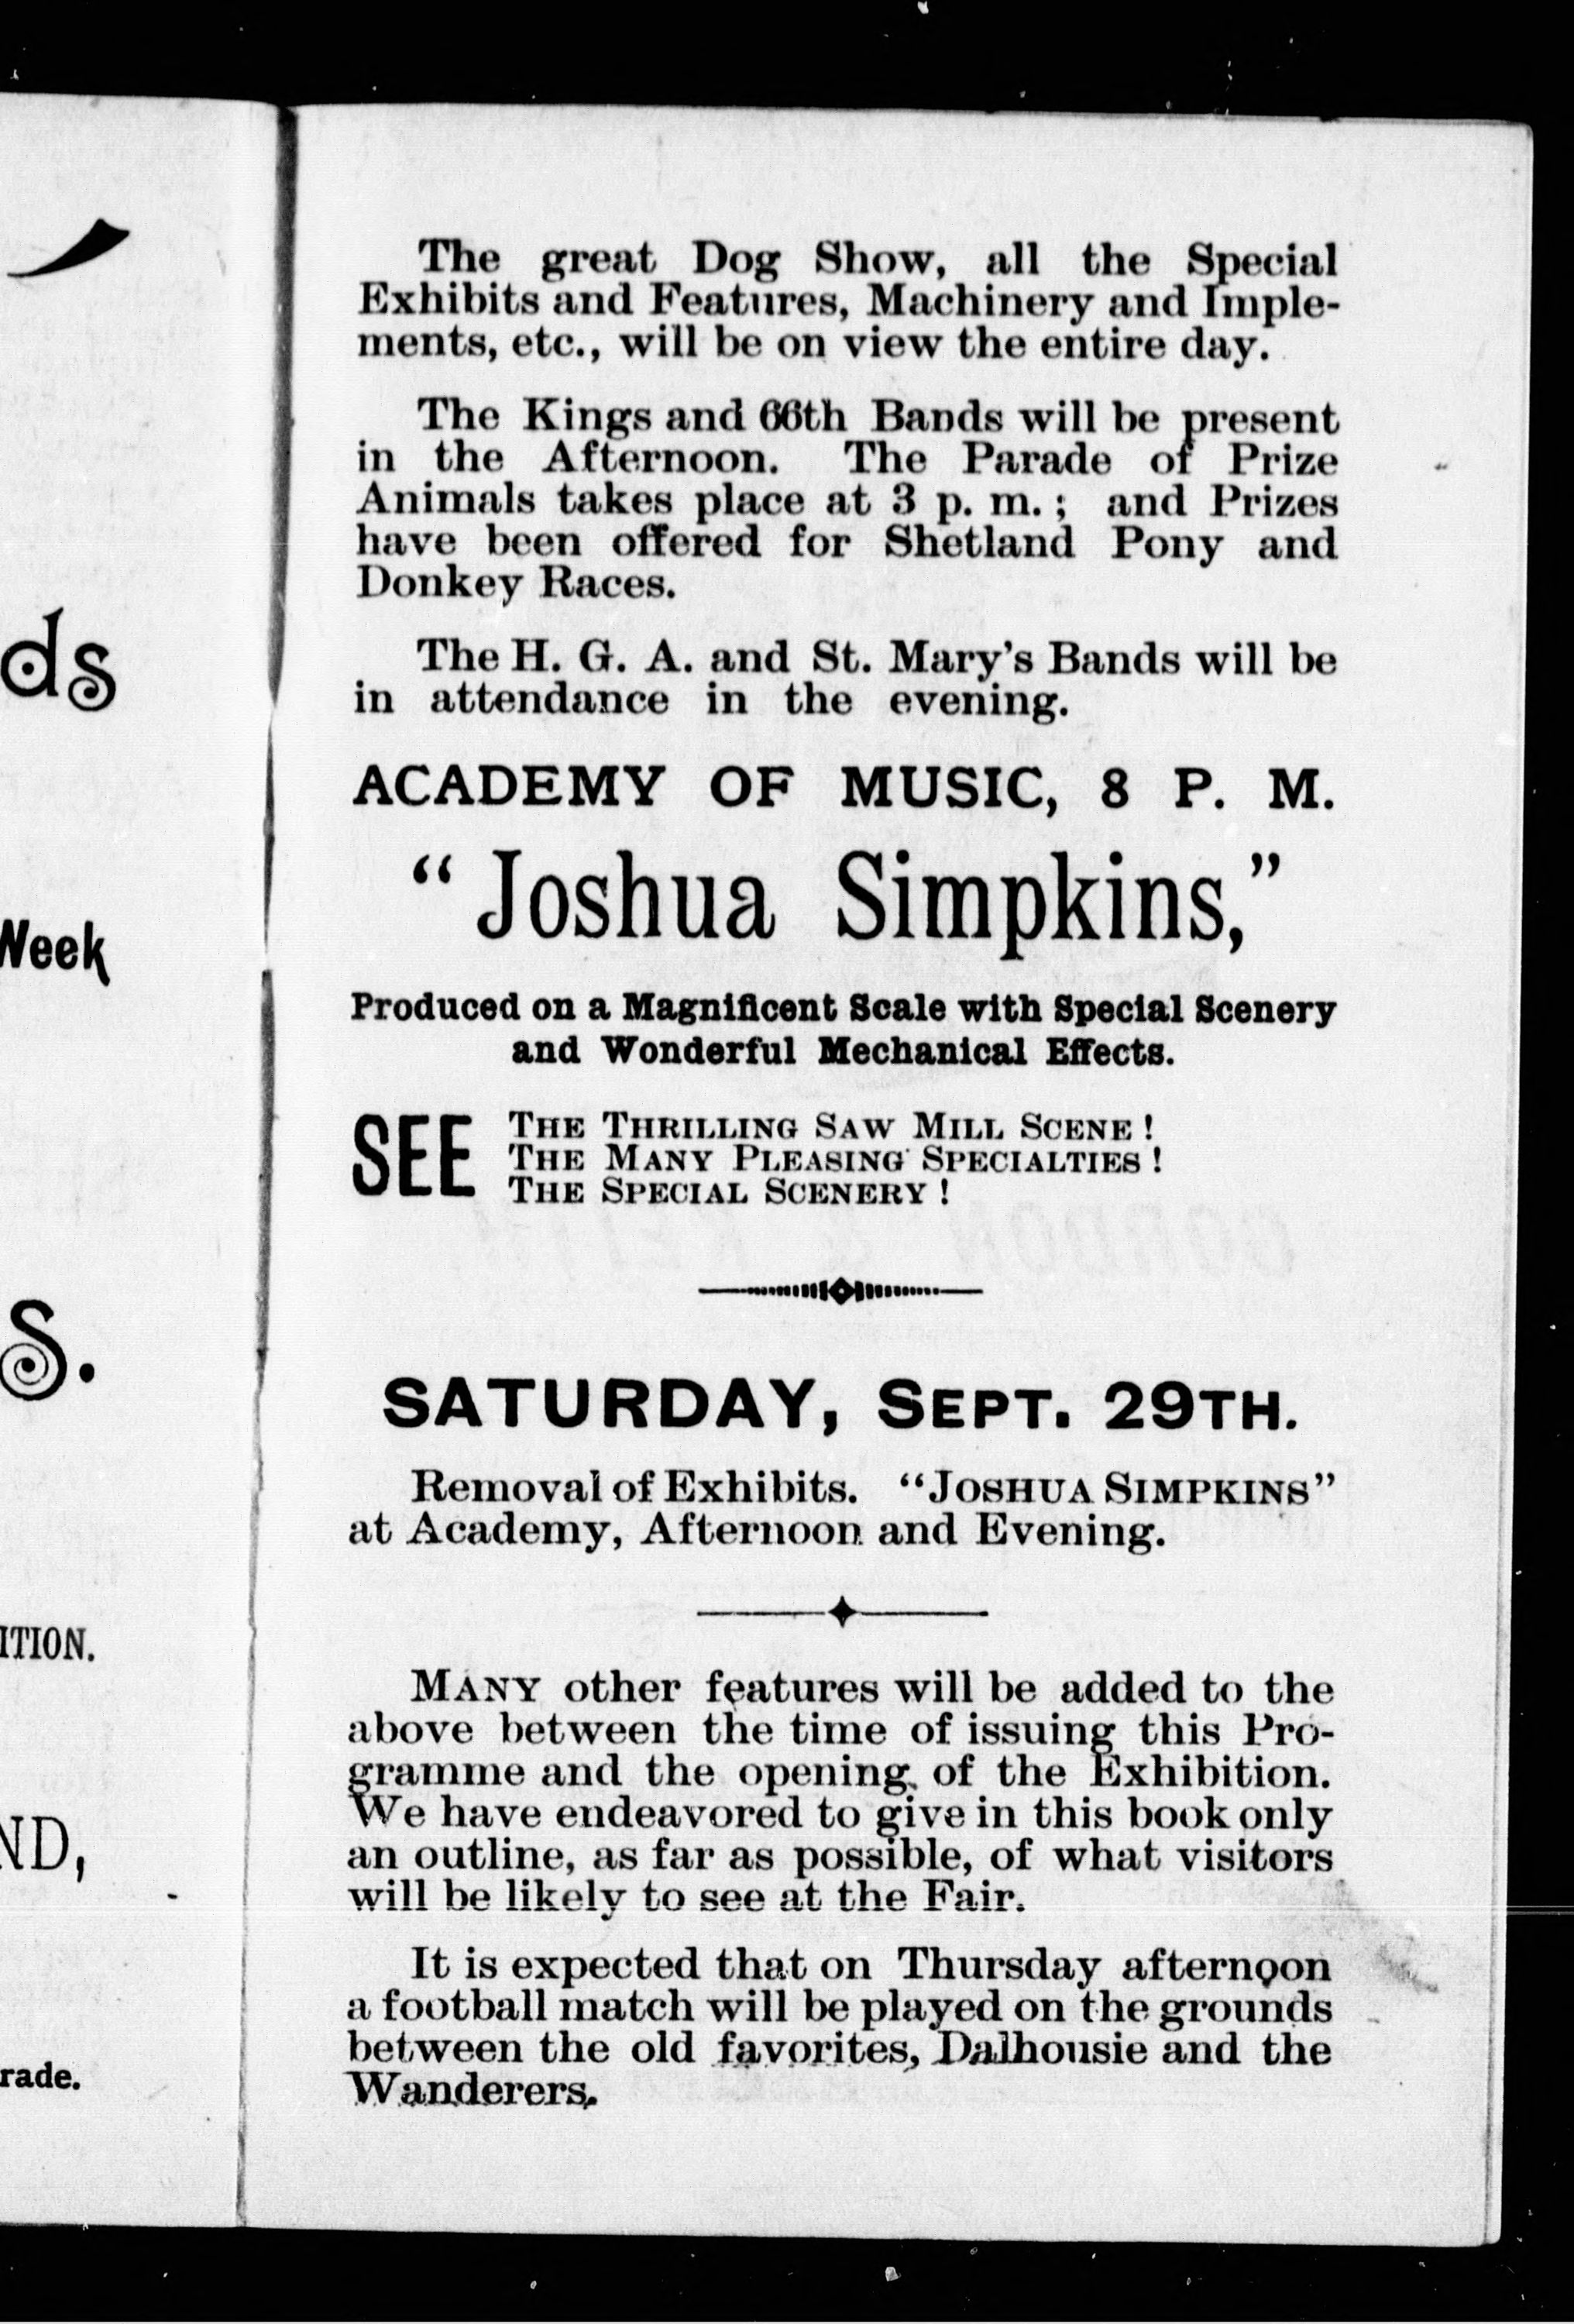 ds
Week
S.
ITION.
ND,
rade.
The great Dog Show, all the Special
Exhibits and Features, Machinery and Imple-
ments, etc., will be on view the entire day.
The Kings and 66th Bands will be present
in the Afternoon. The Parade of Prize
Animals takes place at 3 p. m. ; and Prizes
have been offered for Shetland Pony and
Donkey Races.
The H. G. A. and St. Mary's Bands will be
in attendance in the evening.
ACADEMY OF MUSIC, 8 P. M.
“Joshua Simpkins,”
Produced on a Magnificent Scale with Special Scenery
and Wonderful Mechanical Effects.
SEE
THE THRILLING SAW MILL SCENE !
THE MANY PLEASING SPECIALTIES !
THE SPECIAL SCENERY !
SATURDAY, SEPT. 29TH.
Removal of Exhibits. “JOSHUA SIMPKINS”
at Academy, Afternoon and Evening.
MANY other features will be added to the
above between the time of issuing this Pro-
gramme and the opening of the Exhibition.
We have endeavored to give in this book only
an outline, as far as possible, of what visitors
will be likely to see at the Fair.
It is expected that on Thursday afternoon
a football match will be played on the grounds
between the old favorites, Dalhousie and the
Wanderers.